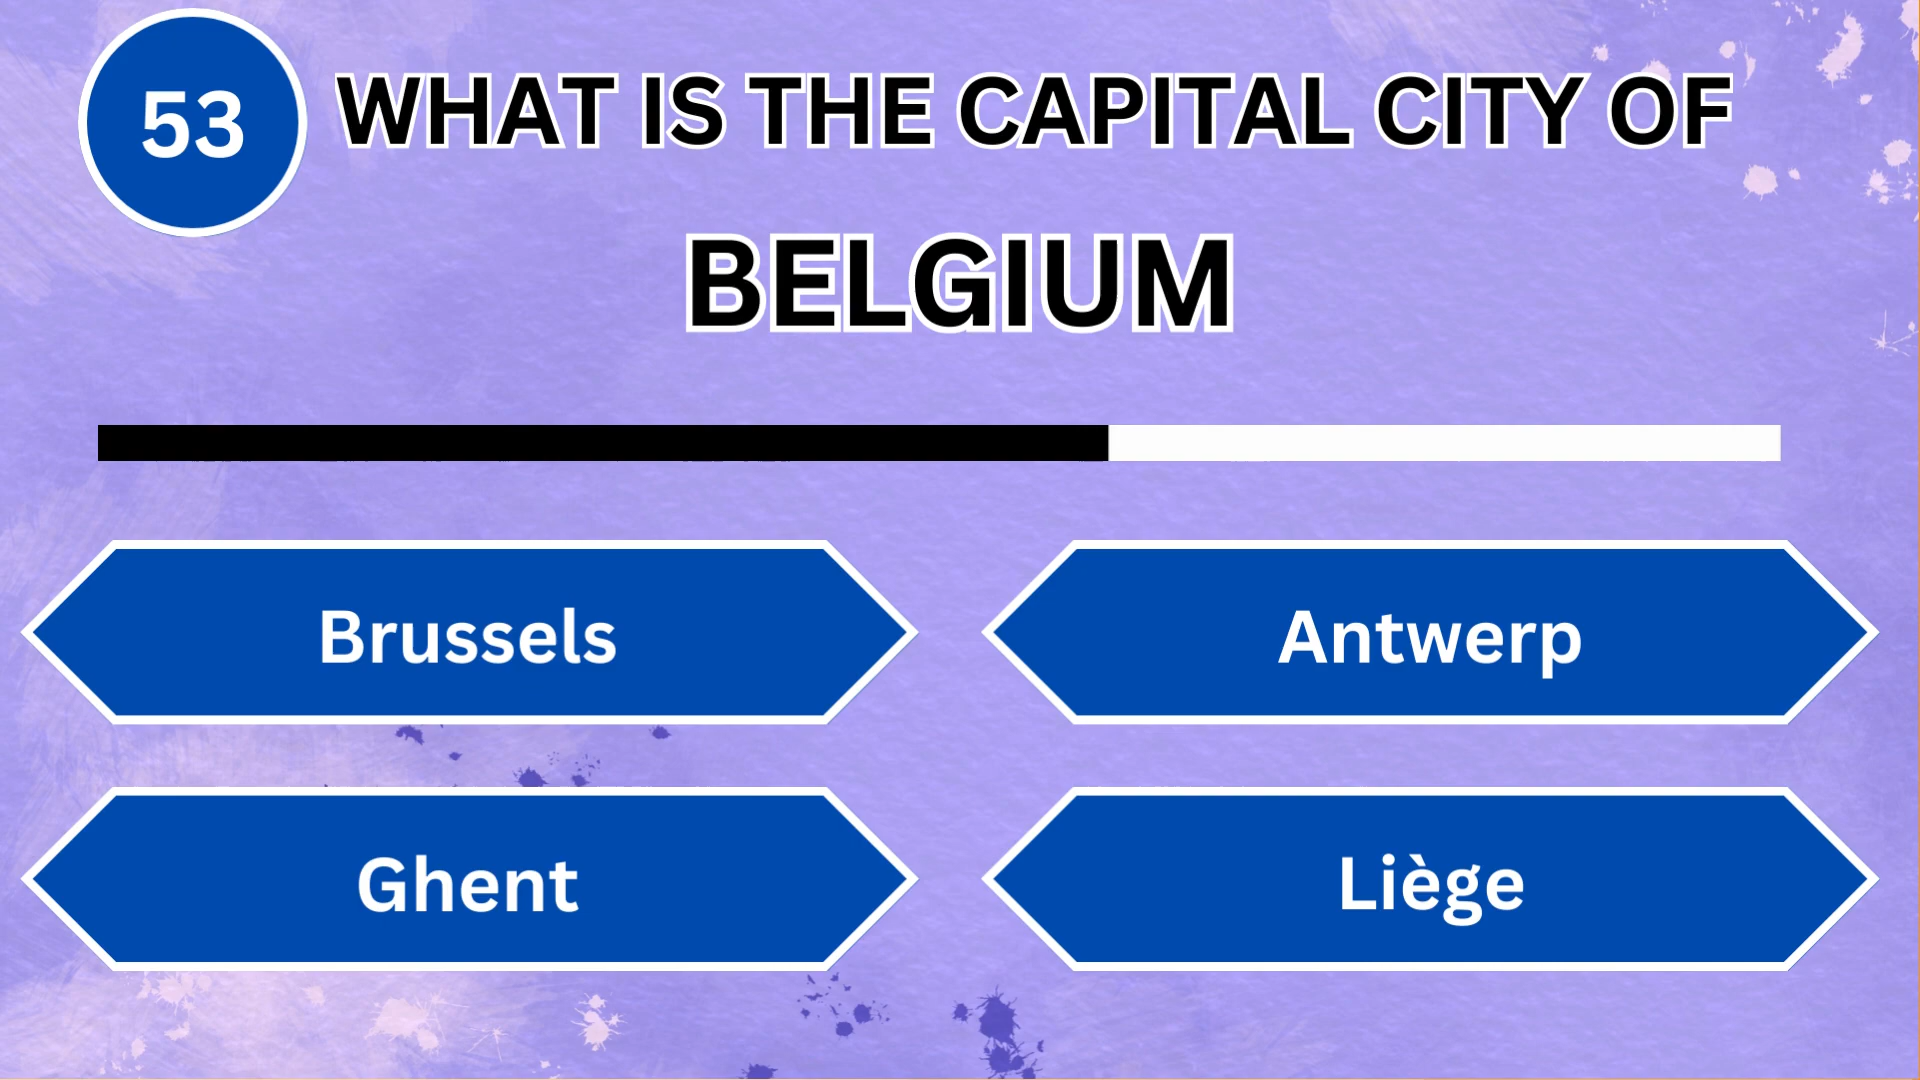 53
WHAT IS THE CAPITAL CITY OF
BELGIUM
Brussels
Antwerp
Ghent
Liège